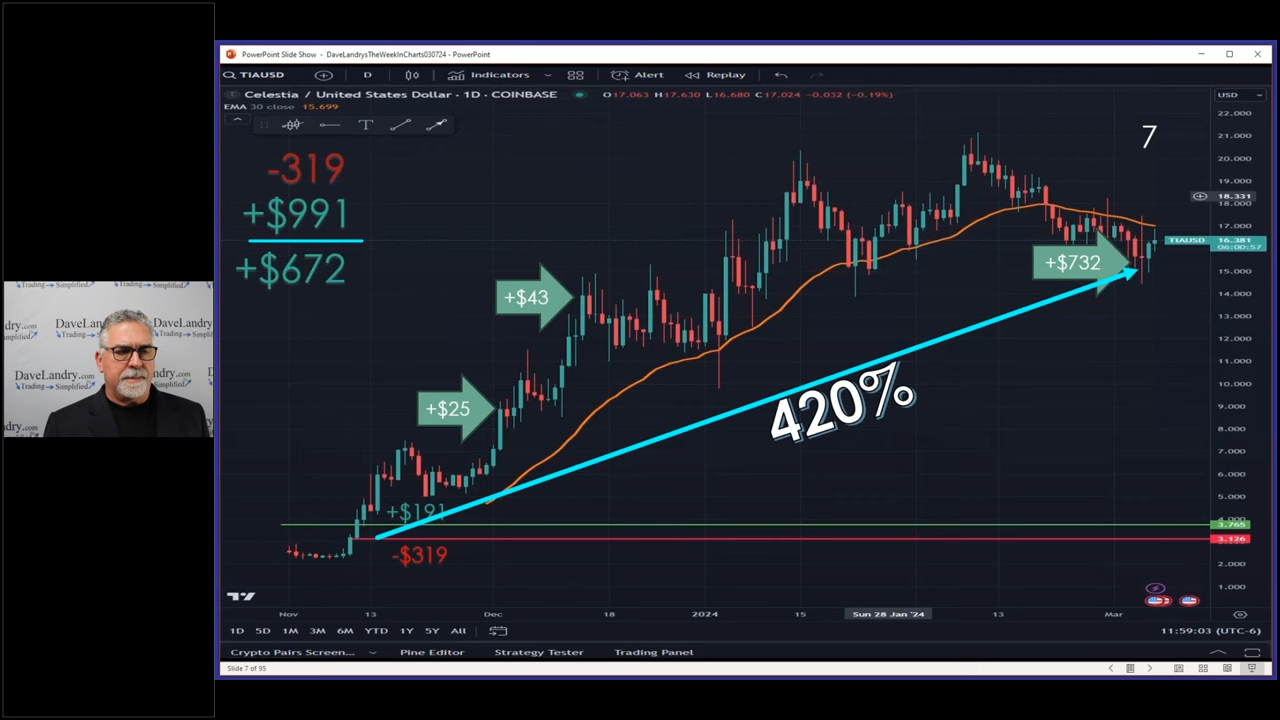 PowerPoint Slide Show - DaveLandrysTheWeekInCharts030724 - PowerPoint
TIAUSD
D
Indicators
Alert
Replay
Celestia / United States Dollar · 1D · COINBASE
O17.063 H17.630 L16.680 C17.024 -0.032 (-0.19%)
USD
EMA 30 close 15.699
T
22.000
21.000
20.000
19.000
18.331
18.000
17.000
TIAUSD 16.381
06:00:57
15.000
14.000
13.000
12.000
11.000
10.000
9.000
8.000
7.000
6.000
5.000
3.765
3.126
2.000
1.000
7
-319
+$991
+$672
+$732
+$43
+$25
420%
+$191
-$319
DaveLandry.com
Trading Simplified
Nov
13
Dec
18
2024
15
Sun 28 Jan '24
13
Mar
1D 5D 1M 3M 6M YTD 1Y 5Y All
11:59:03 (UTC-6)
Crypto Pairs Screen...
Pine Editor
Strategy Tester
Trading Panel
Slide 7 of 95